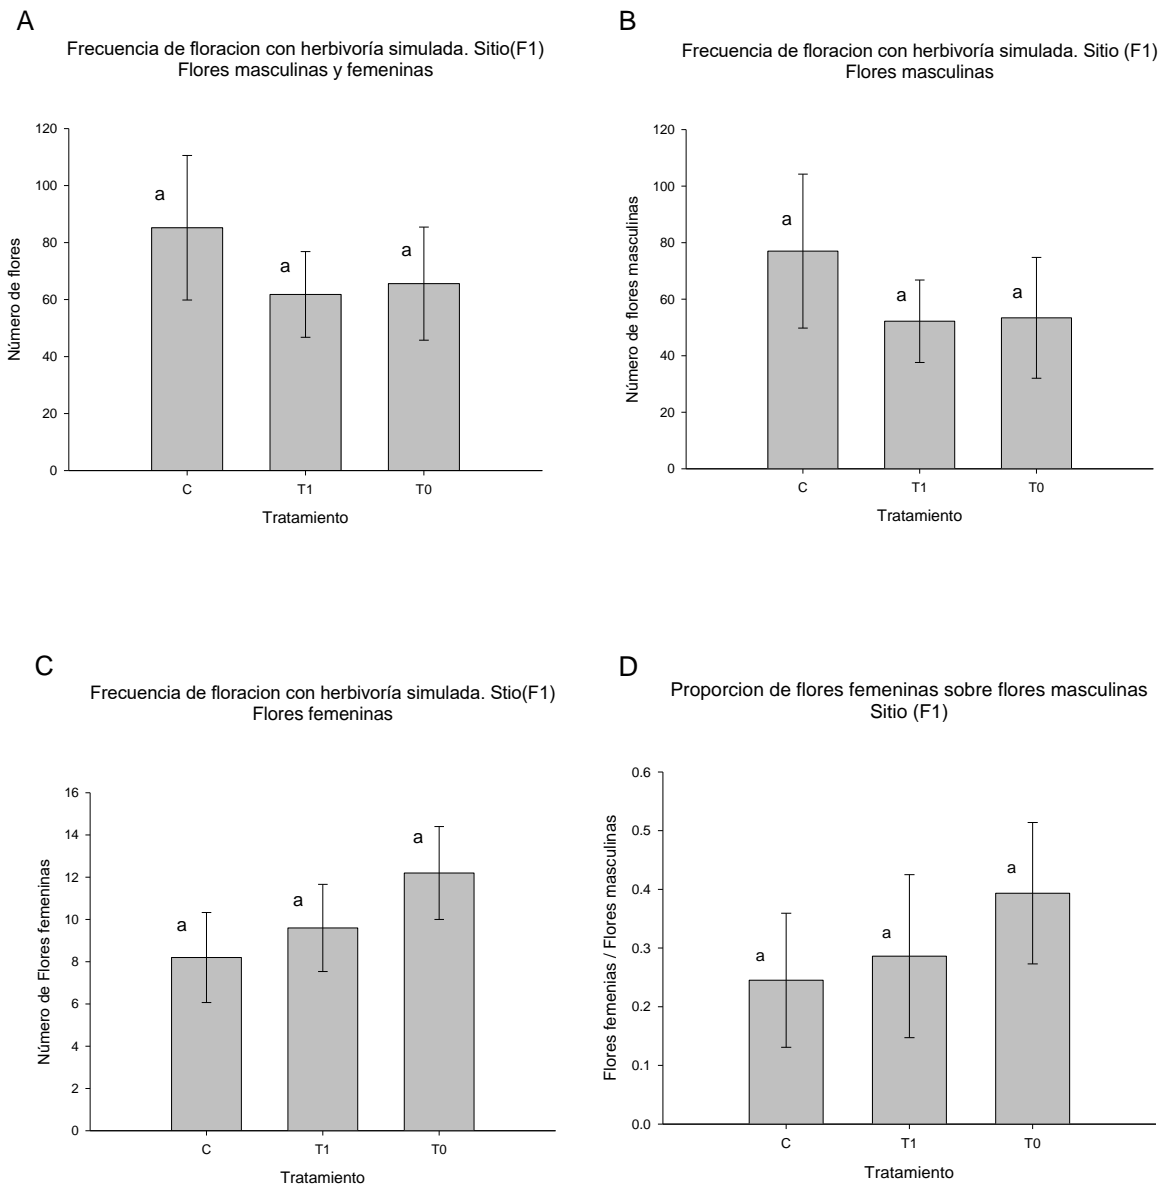 A
Frecuencia de floracion con herbivoría simulada. Sitio(F1)
Flores masculinas y femeninas
Número de flores
120
100
80
60
40
20
0
a
a
a
C T1 T0
Tratamiento
B
Frecuencia de floracion con herbivoría simulada. Sitio (F1)
Flores masculinas
Número de flores masculinas
120
100
80
60
40
20
0
a
a
a
C T1 T0
Tratamiento
C
Frecuencia de floracion con herbivoría simulada. Stio(F1)
Flores femeninas
Número de Flores femeninas
16
14
12
10
8
6
4
2
0
a
a
a
C T1 T0
Tratamiento
D
Proporcion de flores femeninas sobre flores masculinas
Sitio (F1)
Flores femenias / Flores masculinas
0.6
0.5
0.4
0.3
0.2
0.1
0.0
a
a
a
C T1 T0
Tratamiento